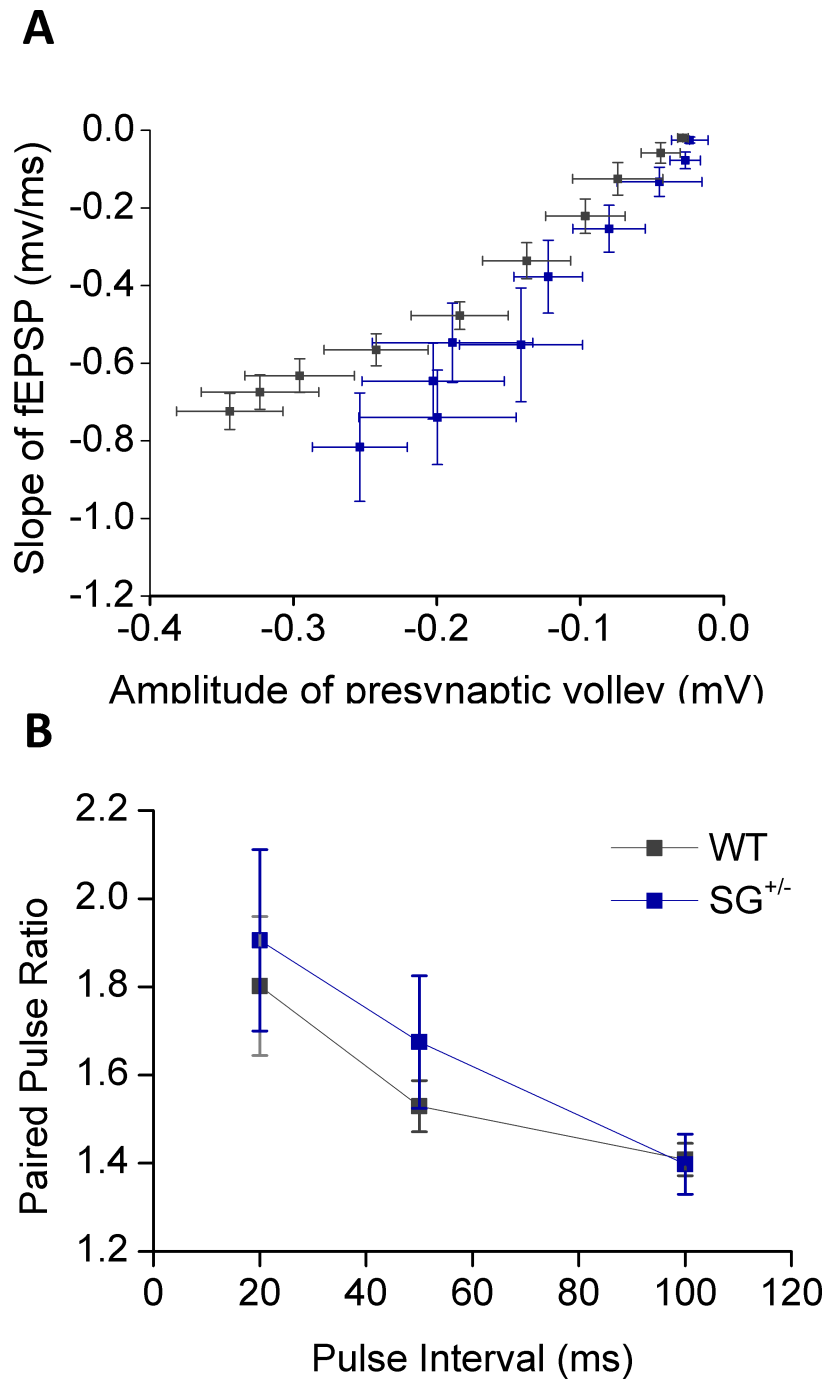 A
0.0
-0.2
-0.4
-0.6
-0.8
-1.0
-1.2
Slope of fEPSP (mv/ms)
-0.4 -0.3 -0.2 -0.1 0.0
Amplitude of presynaptic volley (mV)
B
2.2
2.0
1.8
1.6
1.4
1.2
Paired Pulse Ratio
WT
SG+/-
0 20 40 60 80 100 120
Pulse Interval (ms)